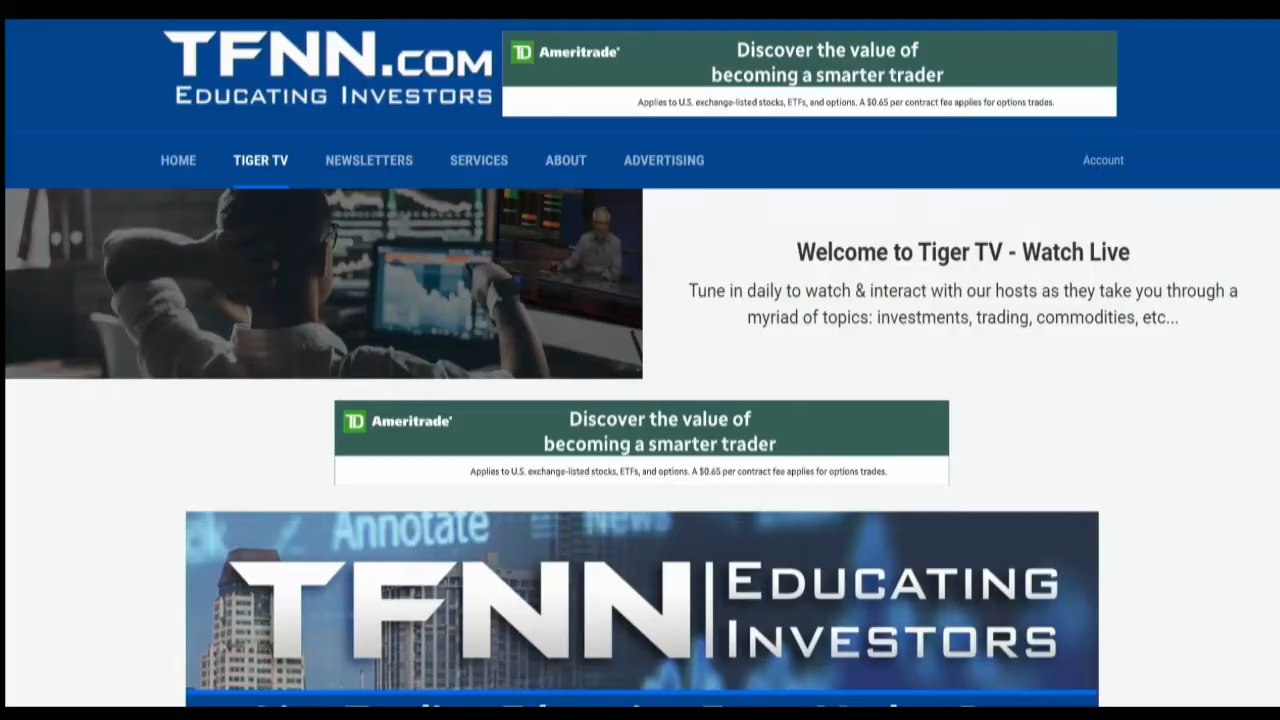 TFNN.COM
EDUCATING INVESTORS
TD Ameritrade
Discover the value of
becoming a smarter trader
Applies to U.S. exchange-listed stocks, ETFs, and options. A $0.65 per contract fee applies for options trades.
HOME TIGER TV NEWSLETTERS SERVICES ABOUT ADVERTISING Account
Welcome to Tiger TV - Watch Live
Tune in daily to watch & interact with our hosts as they take you through a
myriad of topics: investments, trading, commodities, etc...
TD Ameritrade
Discover the value of
becoming a smarter trader
Applies to U.S. exchange-listed stocks, ETFs, and options. A $0.65 per contract fee applies for options trades.
Annotate News
TFNN EDUCATING
INVESTORS